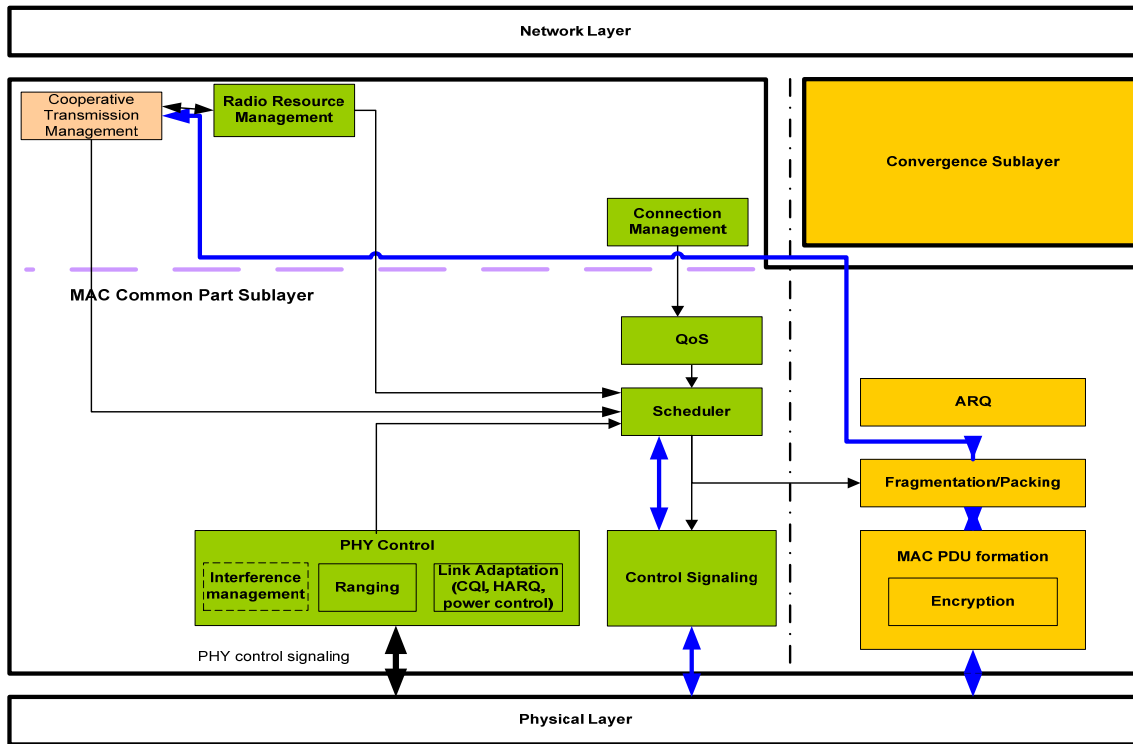 Network Layer
Cooperative
Transmission
Management
Radio Resource
Management
Convergence Sublayer
Connection
Management
MAC Common Part Sublayer
QoS
Scheduler
ARQ
Fragmentation/Packing
PHY Control
Interference
management
Ranging
Link Adaptation
(CQI, HARQ,
power control)
Control Signaling
MAC PDU formation
Encryption
PHY control signaling
Physical Layer